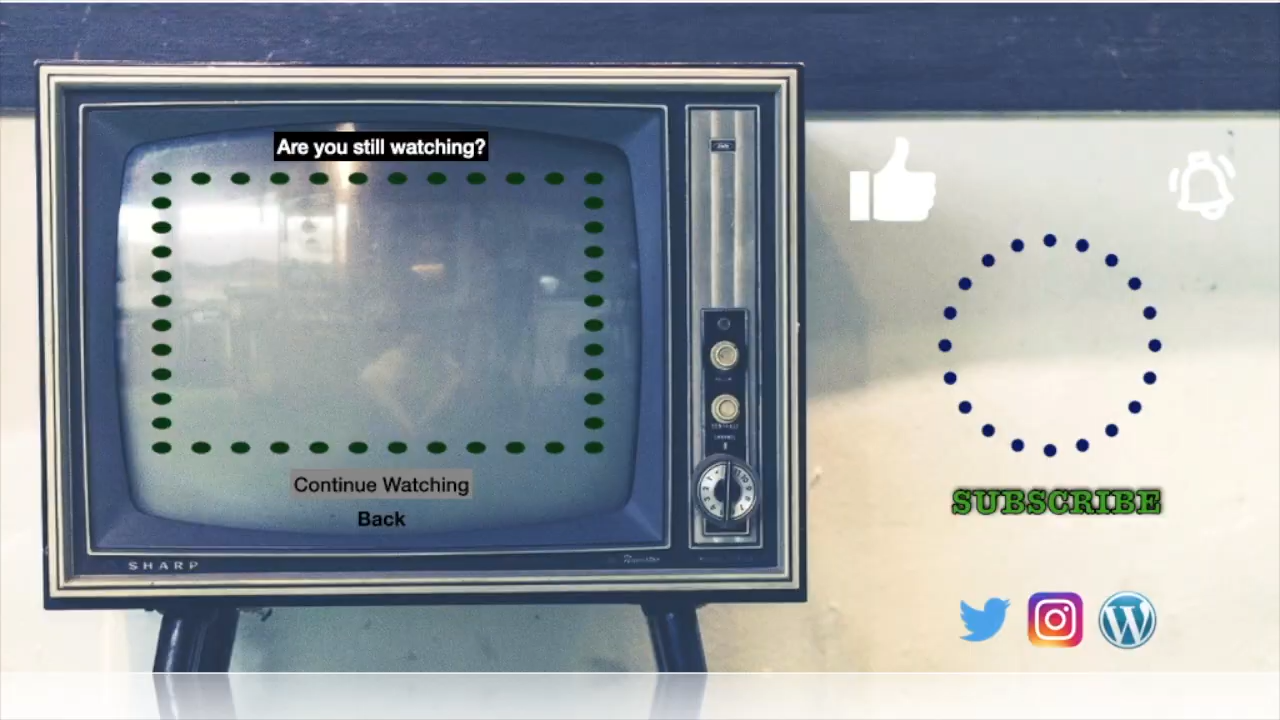 Are you still watching?
Continue Watching
Back
SHARP
SUBSCRIBE